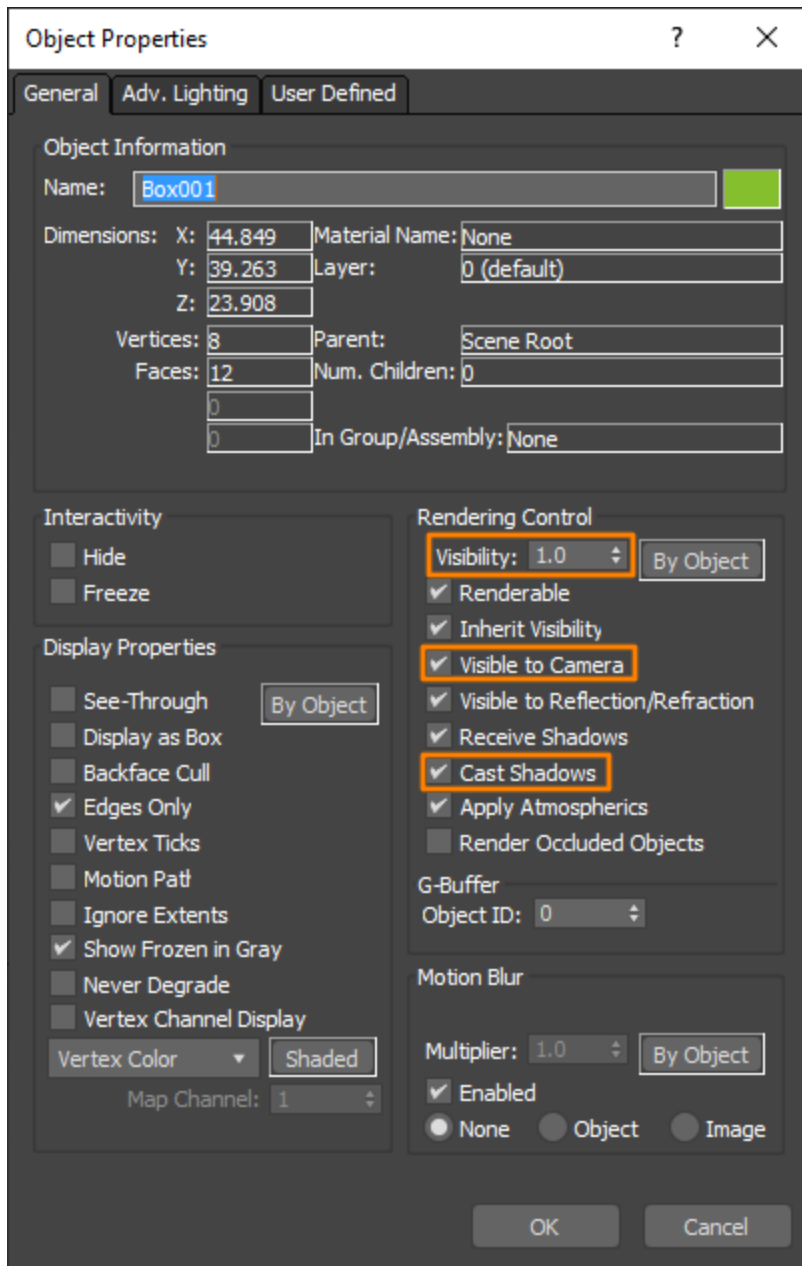 Object Properties ? ×
General Adv. Lighting User Defined
Object Information
Name: Box001
Dimensions: X: 44.849 Material Name: None
Y: 39.263 Layer: 0 (default)
Z: 23.908
Vertices: 8 Parent: Scene Root
Faces: 12 Num. Children: 0
0
0 In Group/Assembly: None
Interactivity
Hide
Freeze
Display Properties
See-Through By Object
Display as Box
Backface Cull
Edges Only
Vertex Ticks
Motion Path
Ignore Extents
Show Frozen in Gray
Never Degrade
Vertex Channel Display
Vertex Color Shaded
Map Channel: 1
Rendering Control
Visibility: 1.0 By Object
Renderable
Inherit Visibility
Visible to Camera
Visible to Reflection/Refraction
Receive Shadows
Cast Shadows
Apply Atmospherics
Render Occluded Objects
G-Buffer
Object ID: 0
Motion Blur
Multiplier: 1.0 By Object
Enabled
None Object Image
OK Cancel